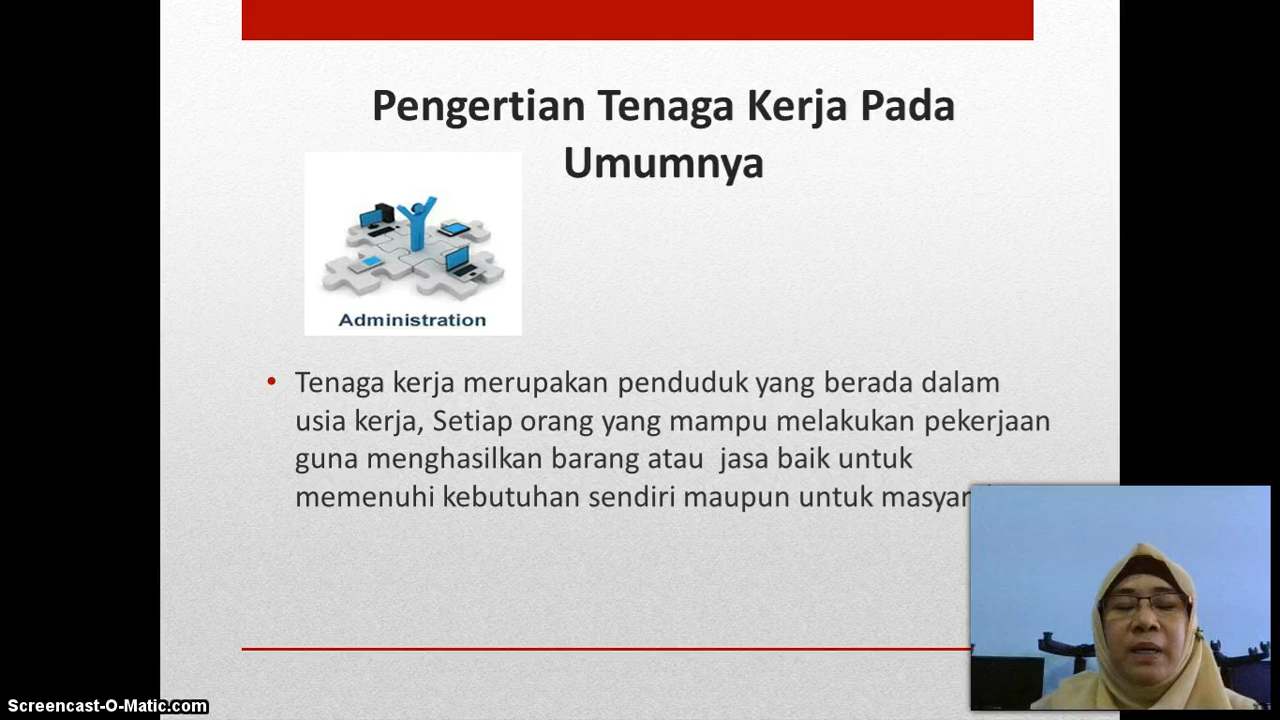 Pengertian Tenaga Kerja Pada
Umumnya
Administration
• Tenaga kerja merupakan penduduk yang berada dalam
usia kerja, Setiap orang yang mampu melakukan pekerjaan
guna menghasilkan barang atau jasa baik untuk
memenuhi kebutuhan sendiri maupun untuk
Screencast-O-Matic.com